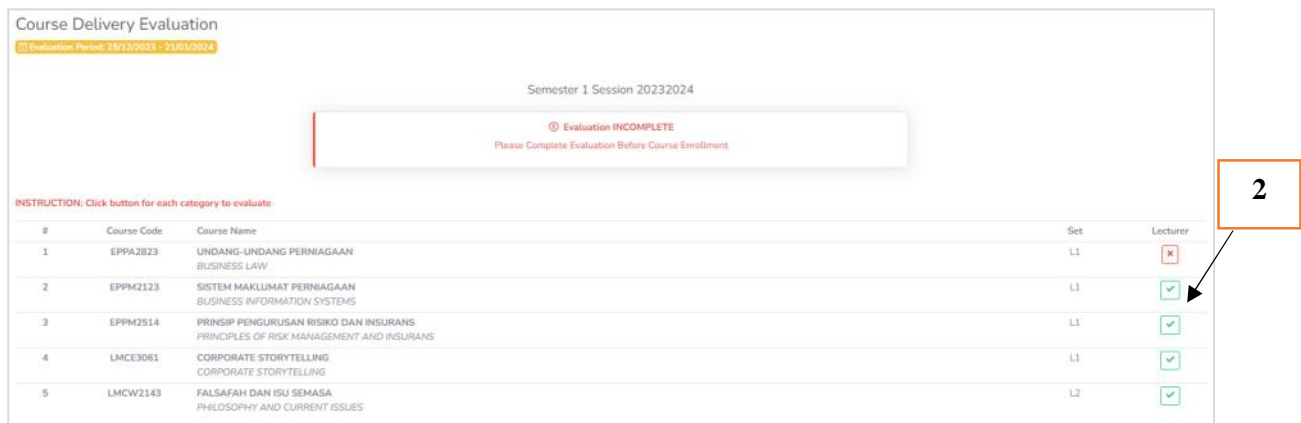 Course Delivery Evaluation
Evaluation Period: 25/12/2023 - 21/01/2024
Semester 1 Session 20232024
Evaluation INCOMPLETE
Please Complete Evaluation Before Course Enrollment
2
INSTRUCTION: Click button for each category to evaluate
# Course Code Course Name Set Lecturer
1 EPPA2823 UNDANG-UNDANG PERNIAGAAN L1
BUSINESS LAW
2 EPPM2123 SISTEM MAKLUMAT PERNIAGAAN L1
BUSINESS INFORMATION SYSTEMS
3 EPPM2514 PRINSIP PENGURUSAN RISIKO DAN INSURANS L1
PRINCIPLES OF RISK MANAGEMENT AND INSURANS
4 LMCE3061 CORPORATE STORYTELLING L1
CORPORATE STORYTELLING
5 LMCW2143 FALSAFAH DAN ISU SEMASA L2
PHILOSOPHY AND CURRENT ISSUES